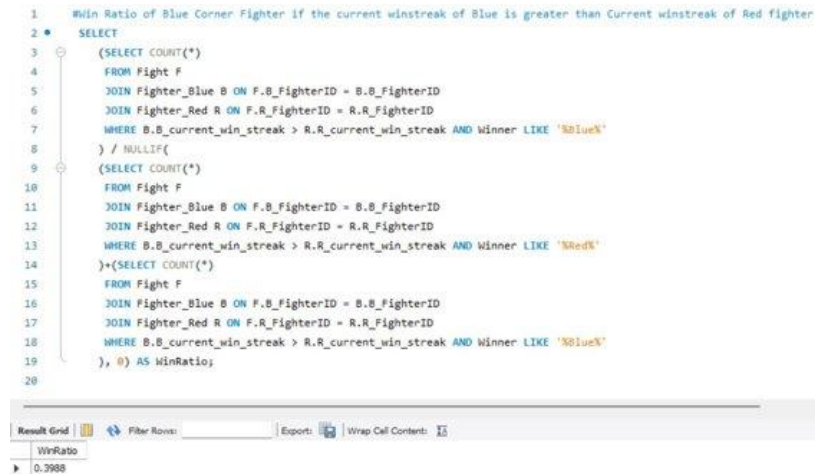 1 #Win Ratio of Blue Corner Fighter if the current winstreak of Blue is greater than Current winstreak of Red fighter
2 SELECT
3 (SELECT COUNT(*)
4 FROM Fight F
5 JOIN Fighter_Blue B ON F.B_FighterID = B.B_FighterID
6 JOIN Fighter_Red R ON F.R_FighterID = R.R_FighterID
7 WHERE B.B_current_win_streak > R.R_current_win_streak AND Winner LIKE '%Blue%'
8 ) / NULLIF(
9 (SELECT COUNT(*)
10 FROM Fight F
11 JOIN Fighter_Blue B ON F.B_FighterID = B.B_FighterID
12 JOIN Fighter_Red R ON F.R_FighterID = R.R_FighterID
13 WHERE B.B_current_win_streak > R.R_current_win_streak AND Winner LIKE '%Red%'
14 )+(SELECT COUNT(*)
15 FROM Fight F
16 JOIN Fighter_Blue B ON F.B_FighterID = B.B_FighterID
17 JOIN Fighter_Red R ON F.R_FighterID = R.R_FighterID
18 WHERE B.B_current_win_streak > R.R_current_win_streak AND Winner LIKE '%Blue%'
19 ), 0) AS WinRatio;
20
Result Grid Filter Rows: Export: Wrap Cell Content:
WinRatio
0.3988